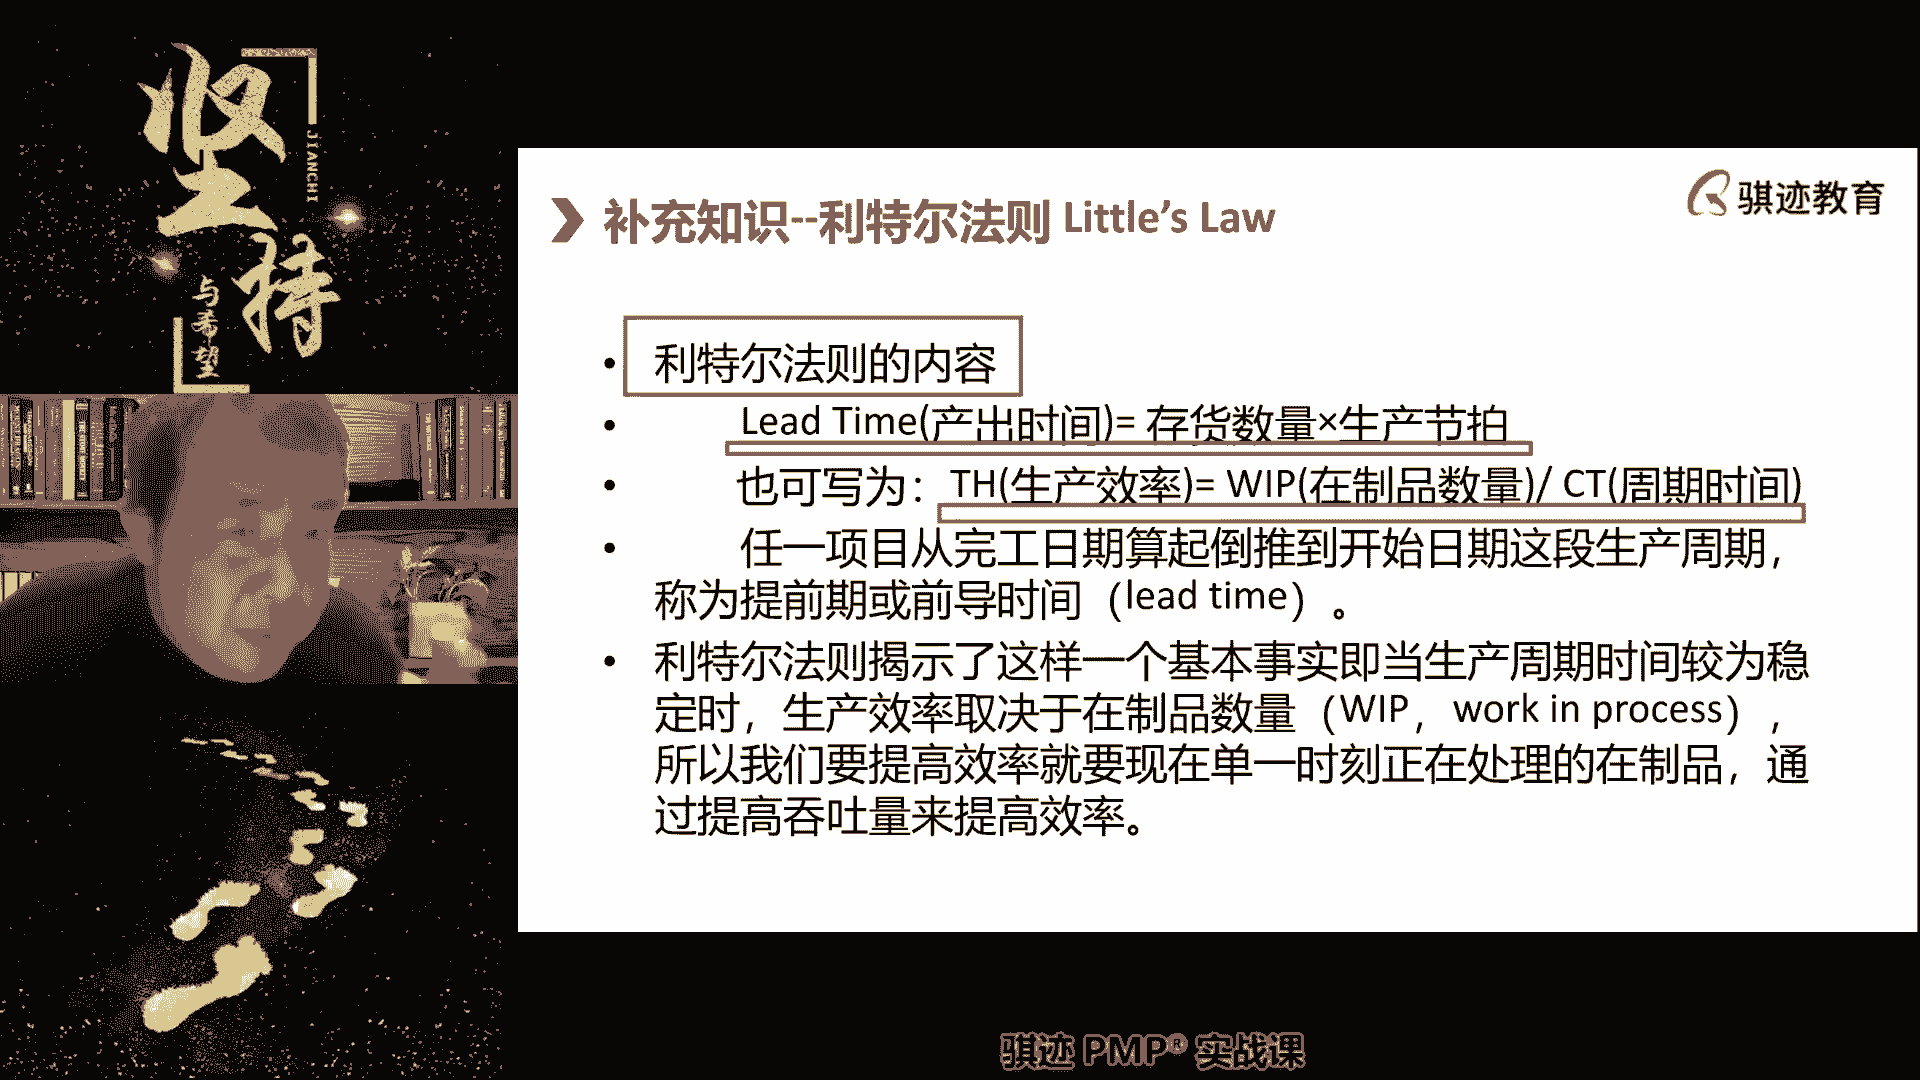 坚持
JIANCHI
与希望
骐迹教育
补充知识--利特尔法则 Little’s Law
• 利特尔法则的内容
• Lead Time(产出时间)= 存货数量×生产节拍
• 也可写为：TH(生产效率)= WIP(在制品数量)/ CT(周期时间)
• 任一项目从完工日期算起倒推到开始日期这段生产周期，
称为提前期或前导时间（lead time）。
• 利特尔法则揭示了这样一个基本事实即当生产周期时间较为稳
定时，生产效率取决于在制品数量（WIP，work in process），
所以我们要提高效率就要现在单一时刻正在处理的在制品，通
过提高吞吐量来提高效率。
骐迹 PMP® 实战课